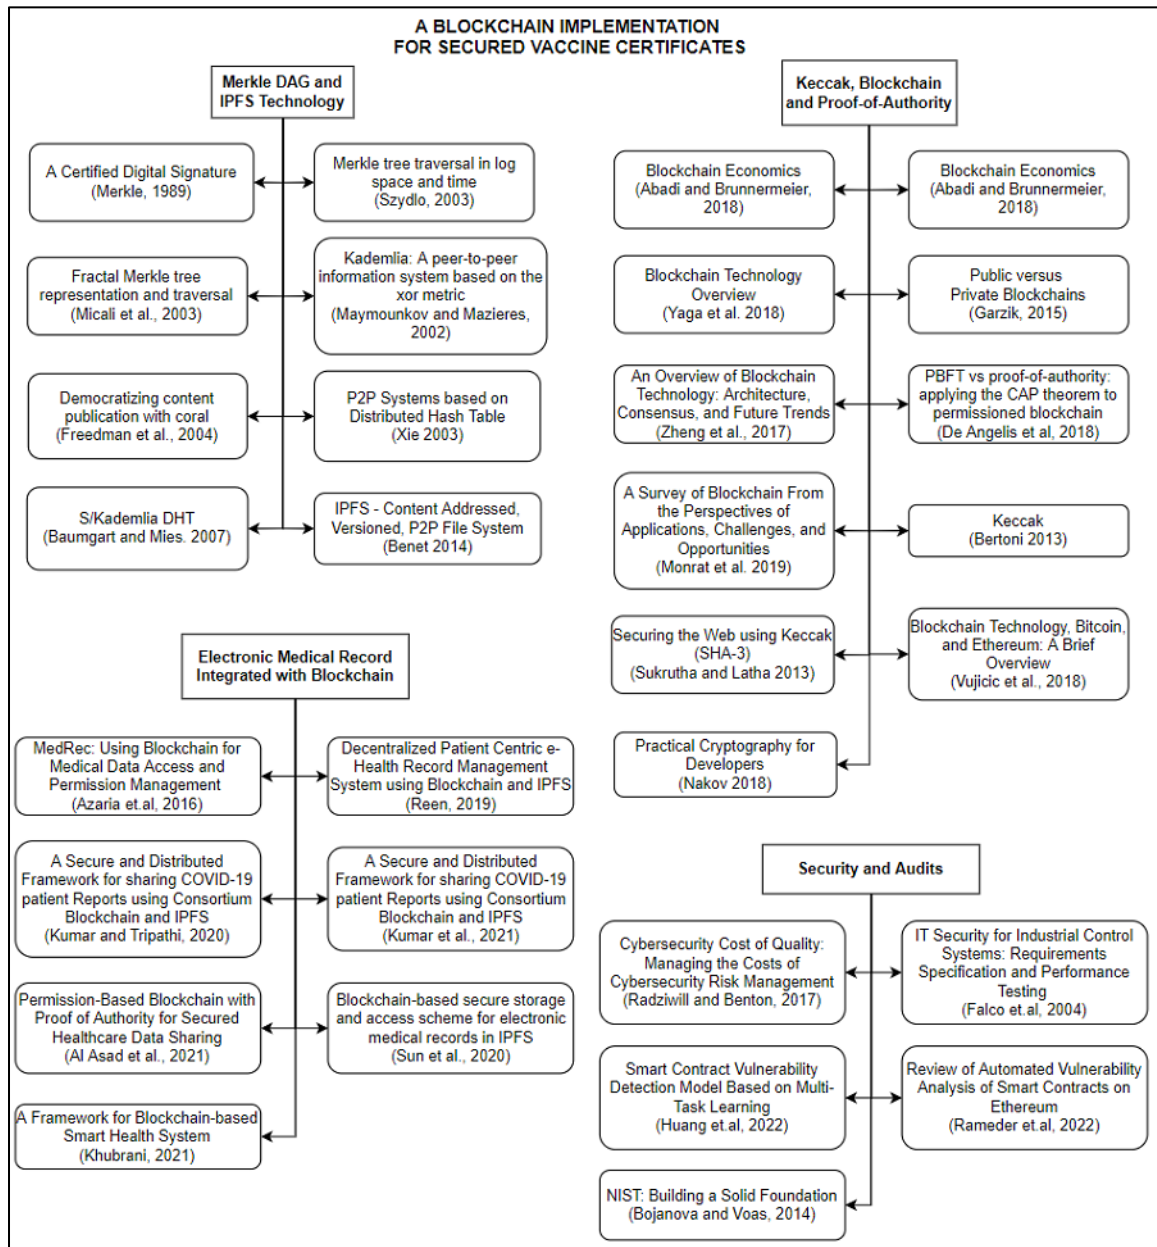 A BLOCKCHAIN IMPLEMENTATION
FOR SECURED VACCINE CERTIFICATES
Merkle DAG and
IPFS Technology
A Certified Digital Signature
(Merkle, 1989)
Merkle tree traversal in log
space and time
(Szydlo, 2003)
Fractal Merkle tree
representation and traversal
(Micali et al., 2003)
Kademlia: A peer-to-peer
information system based on the
xor metric
(Maymounkov and Mazieres,
2002)
Democratizing content
publication with coral
(Freedman et al., 2004)
P2P Systems based on
Distributed Hash Table
(Xie 2003)
S/Kademlia DHT
(Baumgart and Mies. 2007)
IPFS - Content Addressed,
Versioned, P2P File System
(Benet 2014)
Keccak, Blockchain
and Proof-of-Authority
Blockchain Economics
(Abadi and Brunnermeier,
2018)
Blockchain Economics
(Abadi and Brunnermeier,
2018)
Blockchain Technology
Overview
(Yaga et al. 2018)
Public versus
Private Blockchains
(Garzik, 2015)
An Overview of Blockchain
Technology: Architecture,
Consensus, and Future Trends
(Zheng et al., 2017)
PBFT vs proof-of-authority:
applying the CAP theorem to
permissioned blockchain
(De Angelis et al, 2018)
A Survey of Blockchain From
the Perspectives of
Applications, Challenges, and
Opportunities
(Monrat et al. 2019)
Keccak
(Bertoni 2013)
Securing the Web using Keccak
(SHA-3)
(Sukrutha and Latha 2013)
Blockchain Technology, Bitcoin,
and Ethereum: A Brief
Overview
(Vujicic et al., 2018)
Practical Cryptography for
Developers
(Nakov 2018)
Electronic Medical Record
Integrated with Blockchain
MedRec: Using Blockchain for
Medical Data Access and
Permission Management
(Azaria et.al, 2016)
Decentralized Patient Centric e-
Health Record Management
System using Blockchain and IPFS
(Reen, 2019)
A Secure and Distributed
Framework for sharing COVID-19
patient Reports using Consortium
Blockchain and IPFS
(Kumar and Tripathi, 2020)
A Secure and Distributed
Framework for sharing COVID-19
patient Reports using Consortium
Blockchain and IPFS
(Kumar et al., 2021)
Permission-Based Blockchain with
Proof of Authority for Secured
Healthcare Data Sharing
(Al Asad et al., 2021)
Blockchain-based secure storage
and access scheme for electronic
medical records in IPFS
(Sun et al., 2020)
A Framework for Blockchain-based
Smart Health System
(Khubrani, 2021)
Security and Audits
Cybersecurity Cost of Quality:
Managing the Costs of
Cybersecurity Risk Management
(Radziwill and Benton, 2017)
IT Security for Industrial Control
Systems: Requirements
Specification and Performance
Testing
(Falco et.al, 2004)
Smart Contract Vulnerability
Detection Model Based on Multi-
Task Learning
(Huang et.al, 2022)
Review of Automated Vulnerability
Analysis of Smart Contracts on
Ethereum
(Rameder et.al, 2022)
NIST: Building a Solid Foundation
(Bojanova and Voas, 2014)